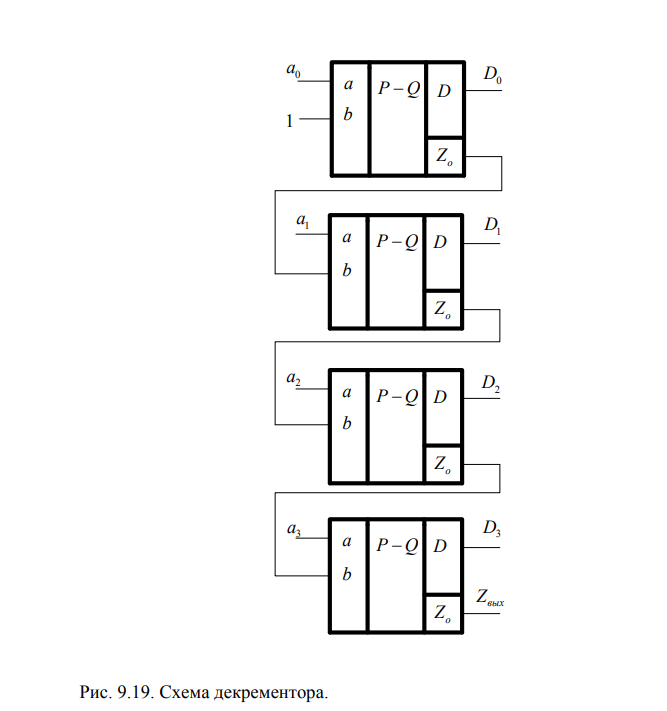 a₀ D₀
a P − Q D
1 b
Zₒ
a₁ D₁
a P − Q D
b
Zₒ
a₂ D₂
a P − Q D
b
Zₒ
a₃ D₃
a P − Q D
b
Zвых
Zₒ
Рис. 9.19. Схема декрементора.